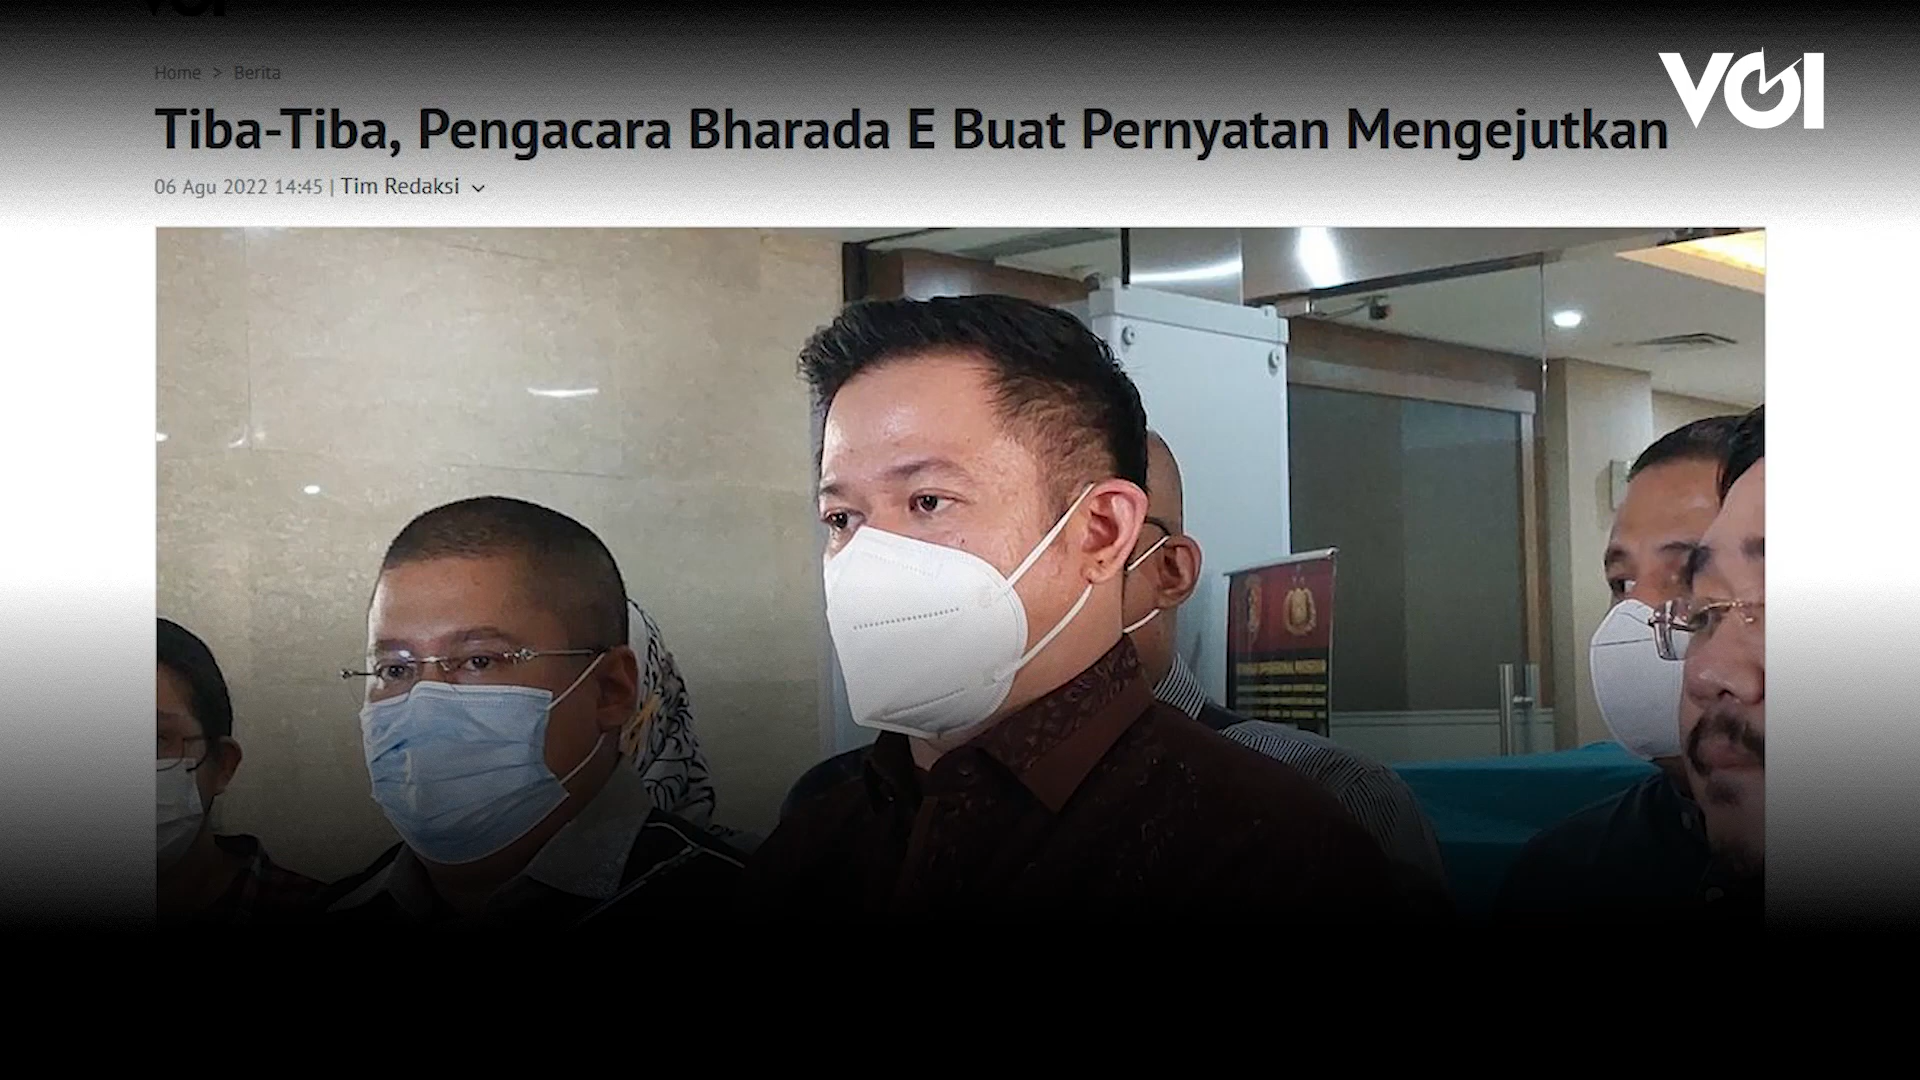 VOI
Home > Berita
Tiba-Tiba, Pengacara Bharada E Buat Pernyatan Mengejutkan
06 Agu 2022 14:45 | Tim Redaksi